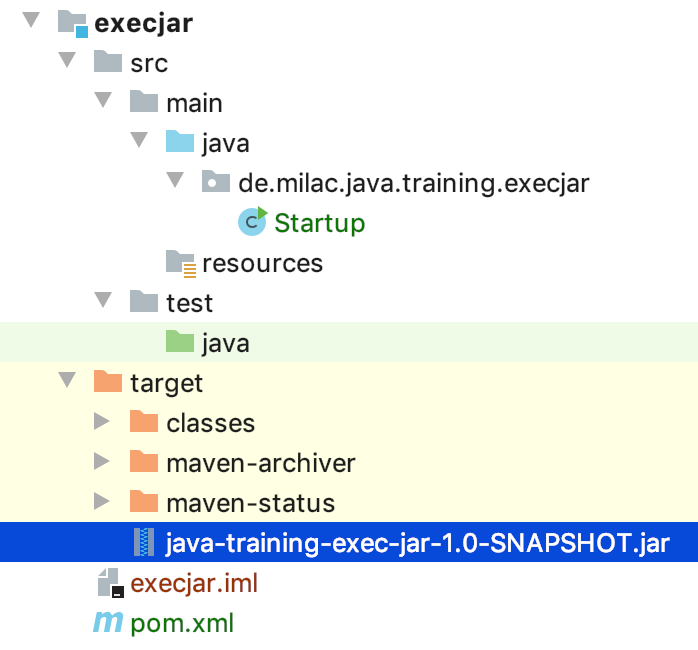 execjar
src
main
java
de.milac.java.training.execjar
C Startup
resources
test
java
target
classes
maven-archiver
maven-status
java-training-exec-jar-1.0-SNAPSHOT.jar
execjar.iml
m pom.xml